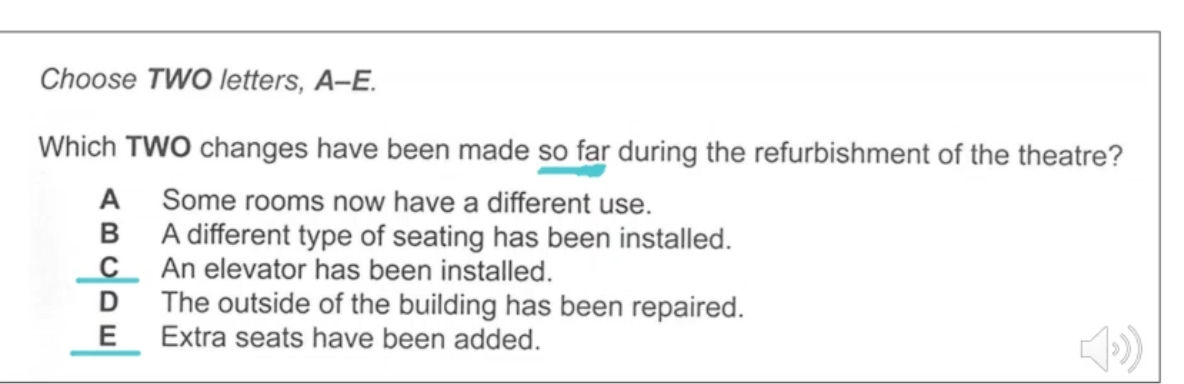 Choose TWO letters, A–E.
Which TWO changes have been made so far during the refurbishment of the theatre?
A Some rooms now have a different use.
B A different type of seating has been installed.
C An elevator has been installed.
D The outside of the building has been repaired.
E Extra seats have been added.